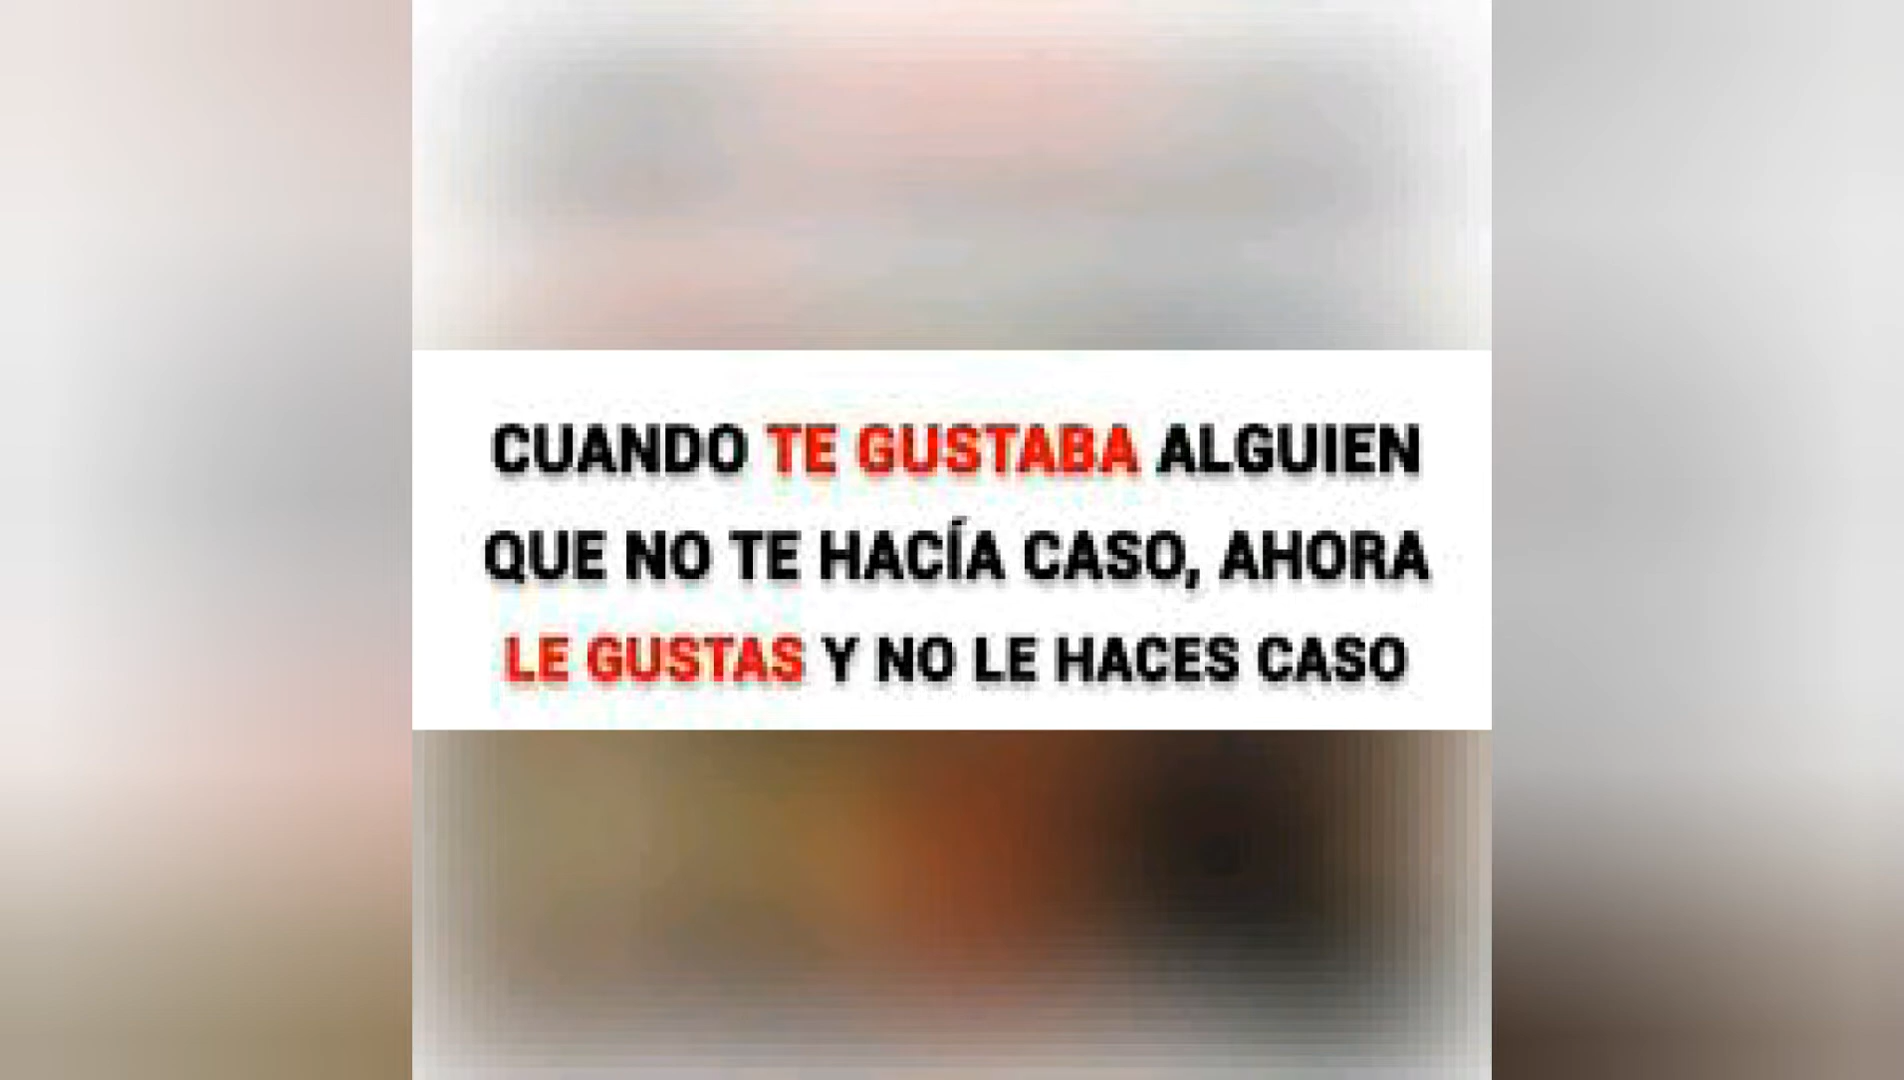 CUANDO TE GUSTABA ALGUIEN
QUE NO TE HACÍA CASO, AHORA
LE GUSTAS Y NO LE HACES CASO